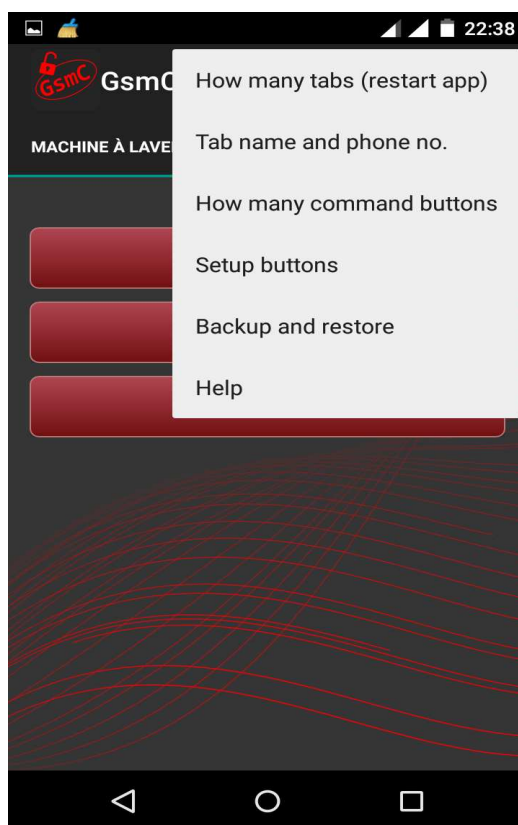 22:38
GsmC
GsmC
How many tabs (restart app)
MACHINE À LAVE
Tab name and phone no.
How many command buttons
Setup buttons
Backup and restore
Help